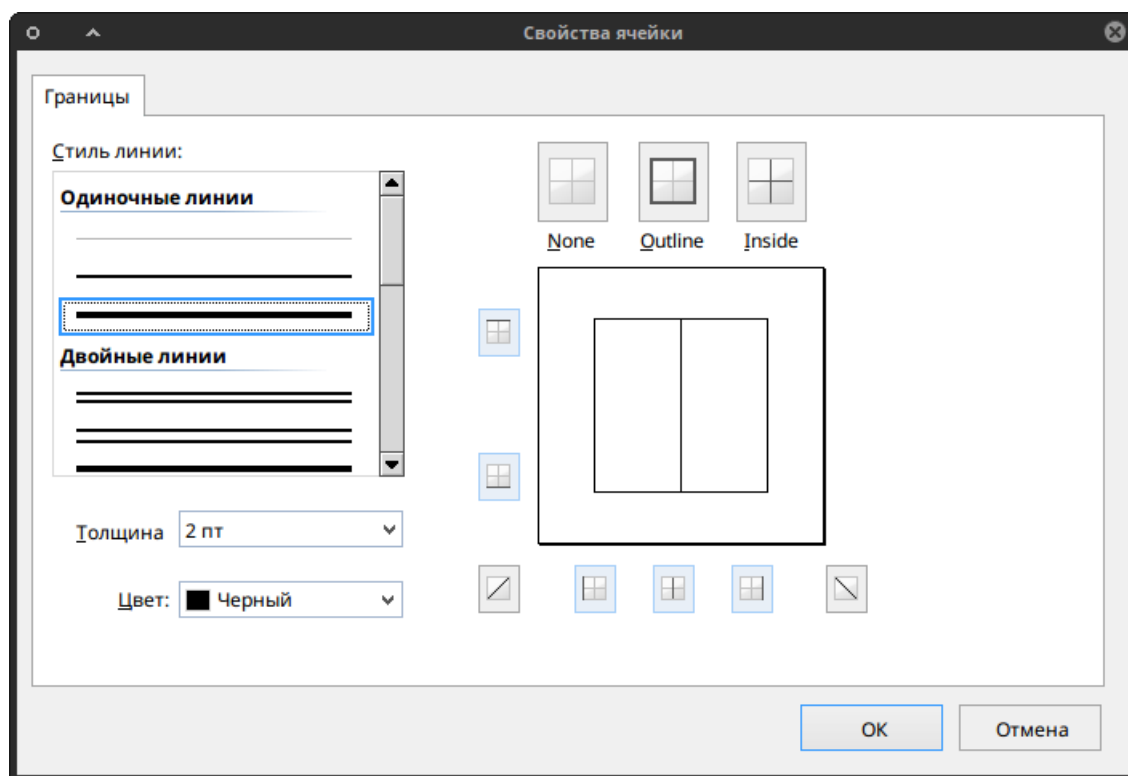 Свойства ячейки
Границы
Стиль линии:
Одиночные линии
Двойные линии
None
Outline
Inside
Толщина
2 пт
Цвет:
Черный
OK
Отмена